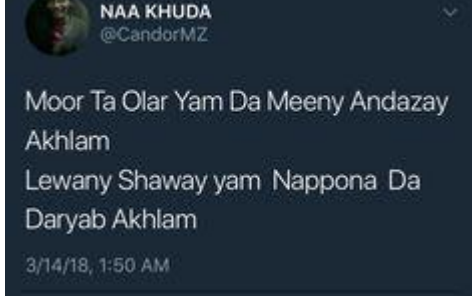 NAA KHUDA
@CandorMZ
Moor Ta Olar Yam Da Meeny Andazay
Akhlam
Lewany Shaway yam Nappona Da
Daryab Akhlam
3/14/18, 1:50 AM